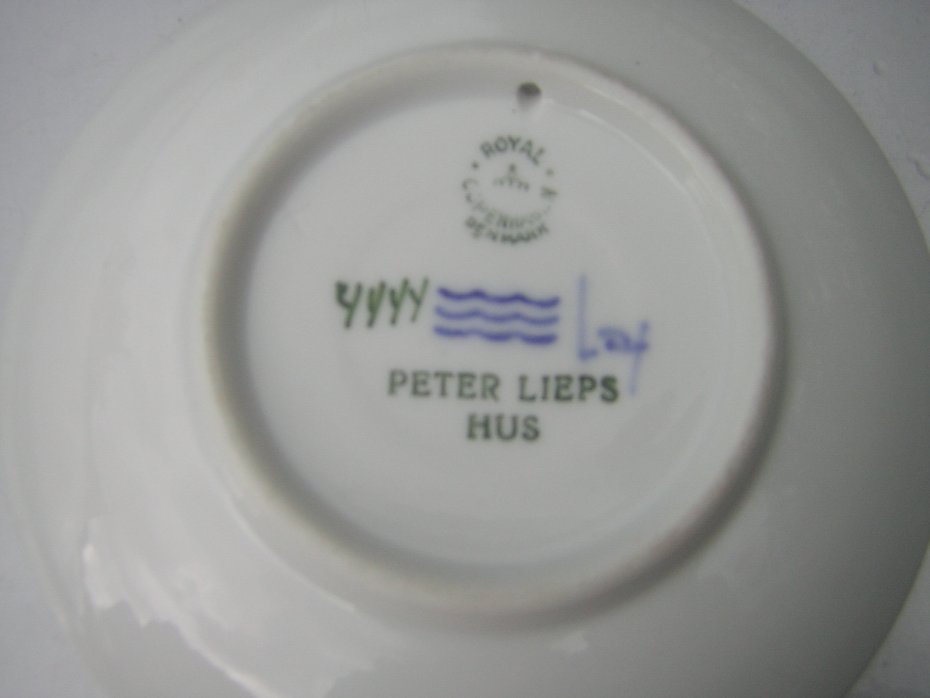 ROYAL
COPENHAGEN
DENMARK
PETER LIEPS
HUS